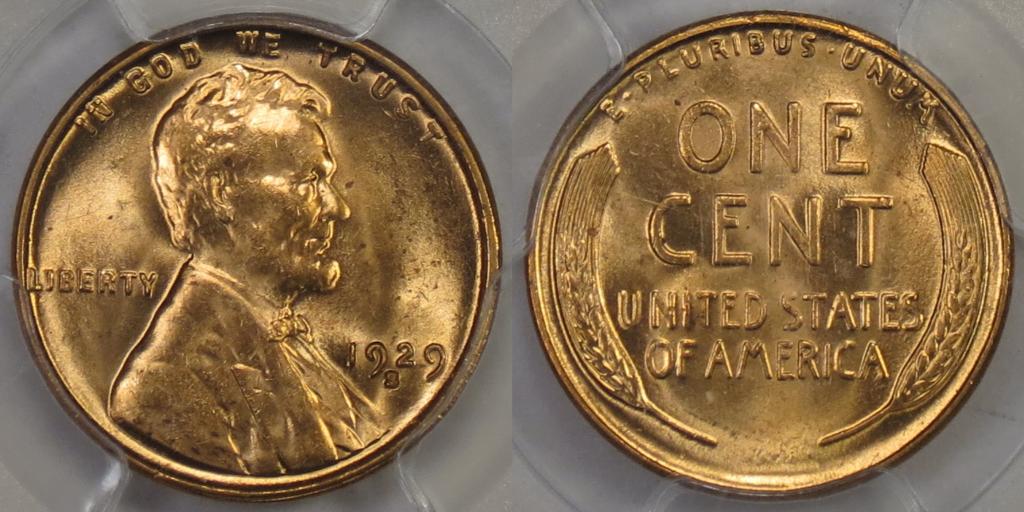 IN GOD WE TRUST
LIBERTY
1929
S
E·PLURIBUS·UNUM
ONE
CENT
UNITED STATES
OF AMERICA